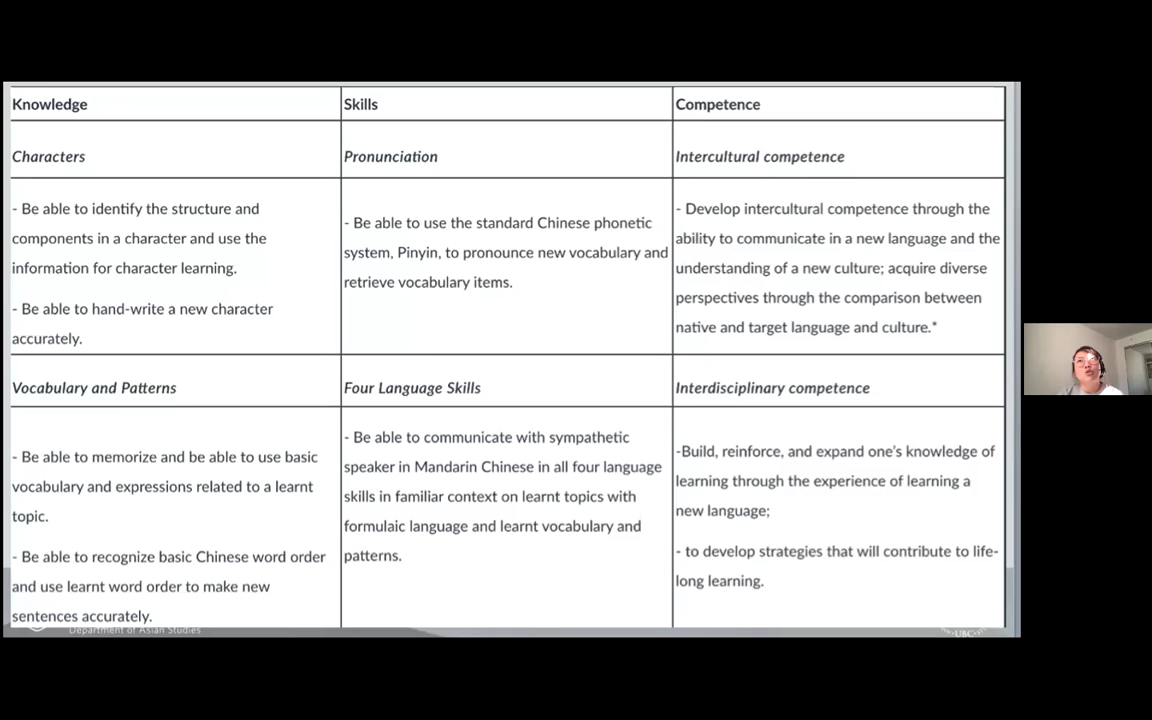 Knowledge
Skills
Competence
Characters
Pronunciation
Intercultural competence
- Be able to identify the structure and
components in a character and use the
information for character learning.
- Be able to hand-write a new character
accurately.
- Be able to use the standard Chinese phonetic
system, Pinyin, to pronounce new vocabulary and
retrieve vocabulary items.
- Develop intercultural competence through the
ability to communicate in a new language and the
understanding of a new culture; acquire diverse
perspectives through the comparison between
native and target language and culture.*
Vocabulary and Patterns
Four Language Skills
Interdisciplinary competence
- Be able to memorize and be able to use basic
vocabulary and expressions related to a learnt
topic.
- Be able to recognize basic Chinese word order
and use learnt word order to make new
sentences accurately.
- Be able to communicate with sympathetic
speaker in Mandarin Chinese in all four language
skills in familiar context on learnt topics with
formulaic language and learnt vocabulary and
patterns.
-Build, reinforce, and expand one's knowledge of
learning through the experience of learning a
new language;
- to develop strategies that will contribute to life-
long learning.
Department of Asian Studies
UBC